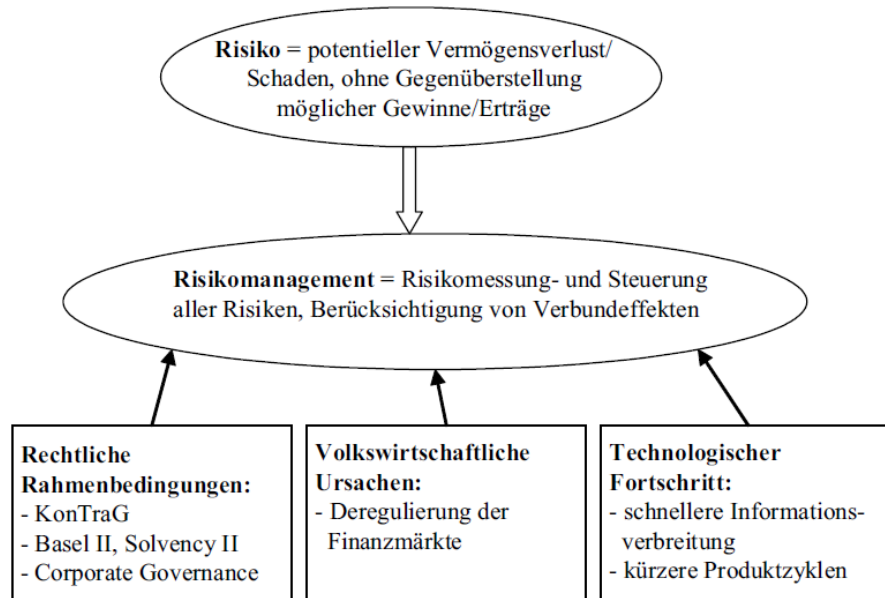 Risiko = potentieller Vermögensverlust/
Schaden, ohne Gegenüberstellung
möglicher Gewinne/Erträge
Risikomanagement = Risikomessung- und Steuerung
aller Risiken, Berücksichtigung von Verbundeffekten
Rechtliche
Rahmenbedingungen:
- KonTraG
- Basel II, Solvency II
- Corporate Governance
Volkswirtschaftliche
Ursachen:
- Deregulierung der
Finanzmärkte
Technologischer
Fortschritt:
- schnellere Informations-
verbreitung
- kürzere Produktzyklen